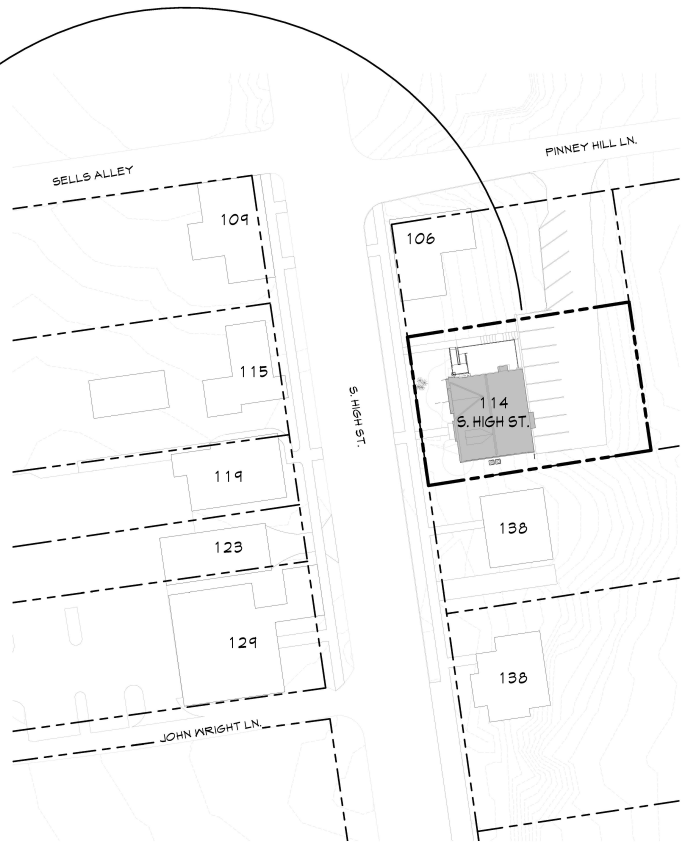 PINNEY HILL LN.
SELLS ALLEY
109
106
115
S. HIGH ST.
114
S. HIGH ST.
119
138
123
129
138
JOHN WRIGHT LN.